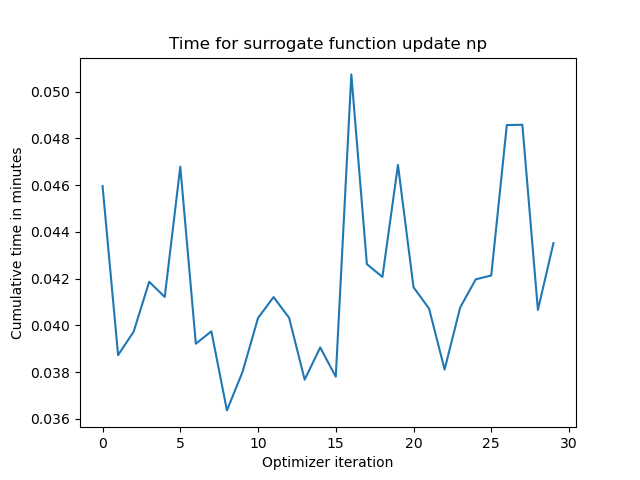 Time for surrogate function update np
0.050
0.048
0.046
0.044
0.042
0.040
0.038
0.036
Cumulative time in minutes
0 5 10 15 20 25 30
Optimizer iteration